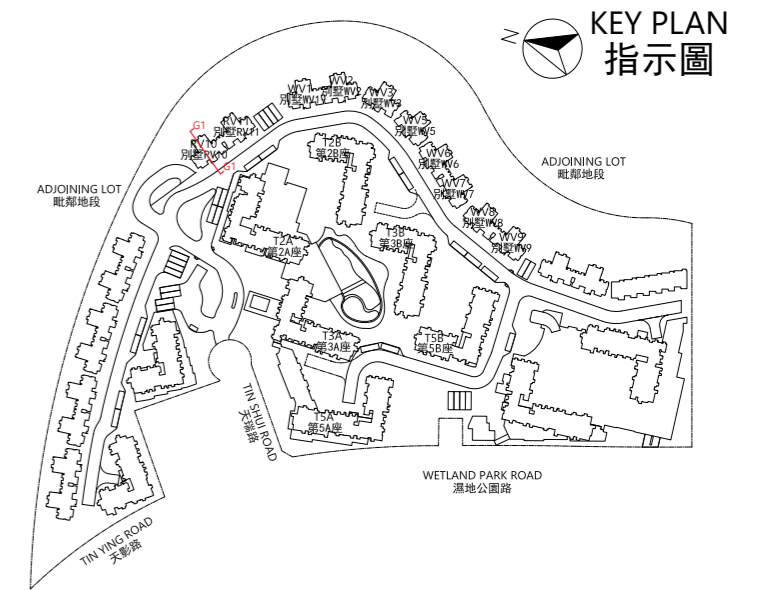 KEY PLAN
指示圖
N
WV1
別墅WV1
WV2
別墅WV2
WV3
別墅WV3
WV5
別墅WV5
WV6
別墅WV6
WV7
別墅WV7
WV8
別墅WV8
WV9
別墅WV9
RV11
別墅RV11
G1
RV10
別墅RV10
G1
ADJOINING LOT
毗鄰地段
ADJOINING LOT
毗鄰地段
T2B
第2B座
T2A
第2A座
T3B
第3B座
T3A
第3A座
T5B
第5B座
T5A
第5A座
TIN SHUI ROAD
天瑞路
WETLAND PARK ROAD
濕地公園路
TIN YING ROAD
天影路